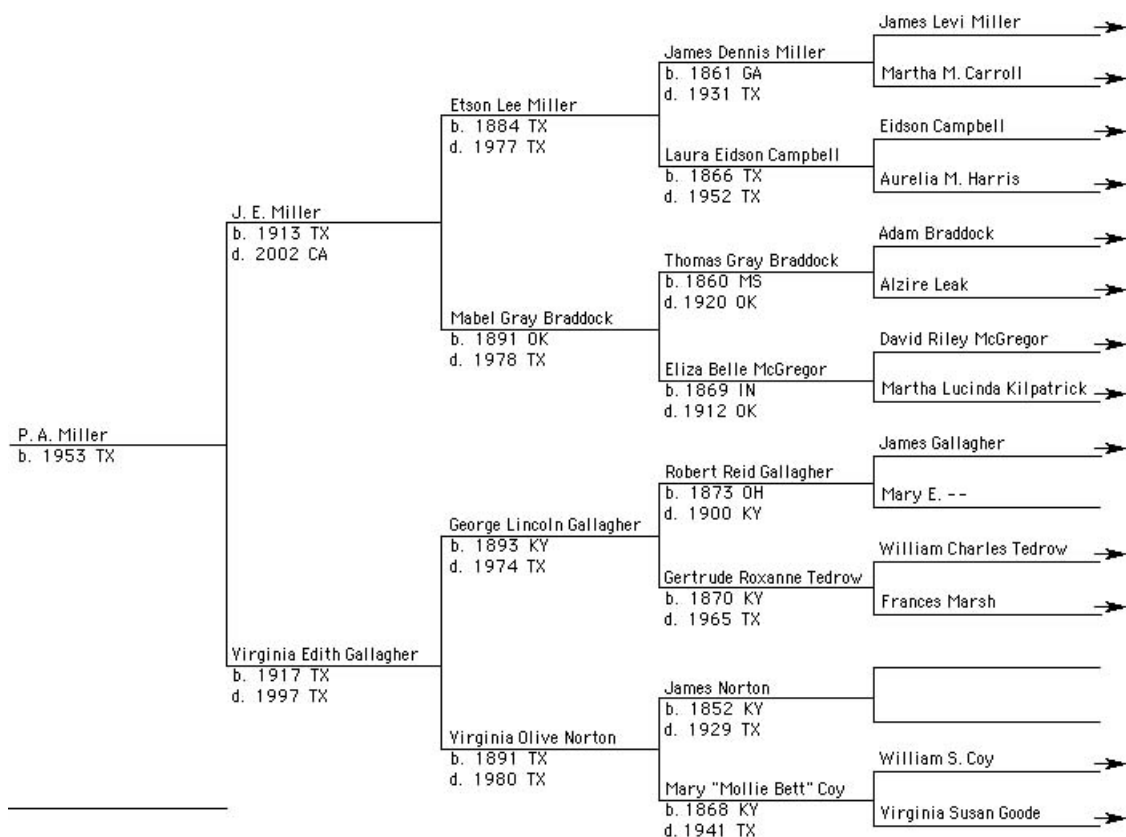 James Levi Miller
James Dennis Miller
b. 1861 GA
d. 1931 TX
Martha M. Carroll
Etson Lee Miller
b. 1884 TX
d. 1977 TX
Eidson Campbell
Laura Eidson Campbell
b. 1866 TX
d. 1952 TX
Aurelia M. Harris
J. E. Miller
b. 1913 TX
d. 2002 CA
Adam Braddock
Thomas Gray Braddock
b. 1860 MS
d. 1920 OK
Alzire Leak
Mabel Gray Braddock
b. 1891 OK
d. 1978 TX
David Riley McGregor
Eliza Belle McGregor
b. 1869 IN
d. 1912 OK
Martha Lucinda Kilpatrick
P. A. Miller
b. 1953 TX
James Gallagher
Robert Reid Gallagher
b. 1873 OH
d. 1900 KY
Mary E. --
George Lincoln Gallagher
b. 1893 KY
d. 1974 TX
William Charles Tedrow
Gertrude Roxanne Tedrow
b. 1870 KY
d. 1965 TX
Frances Marsh
Virginia Edith Gallagher
b. 1917 TX
d. 1997 TX
James Norton
b. 1852 KY
d. 1929 TX
Virginia Olive Norton
b. 1891 TX
d. 1980 TX
William S. Coy
Mary "Mollie Bett" Coy
b. 1868 KY
d. 1941 TX
Virginia Susan Goode